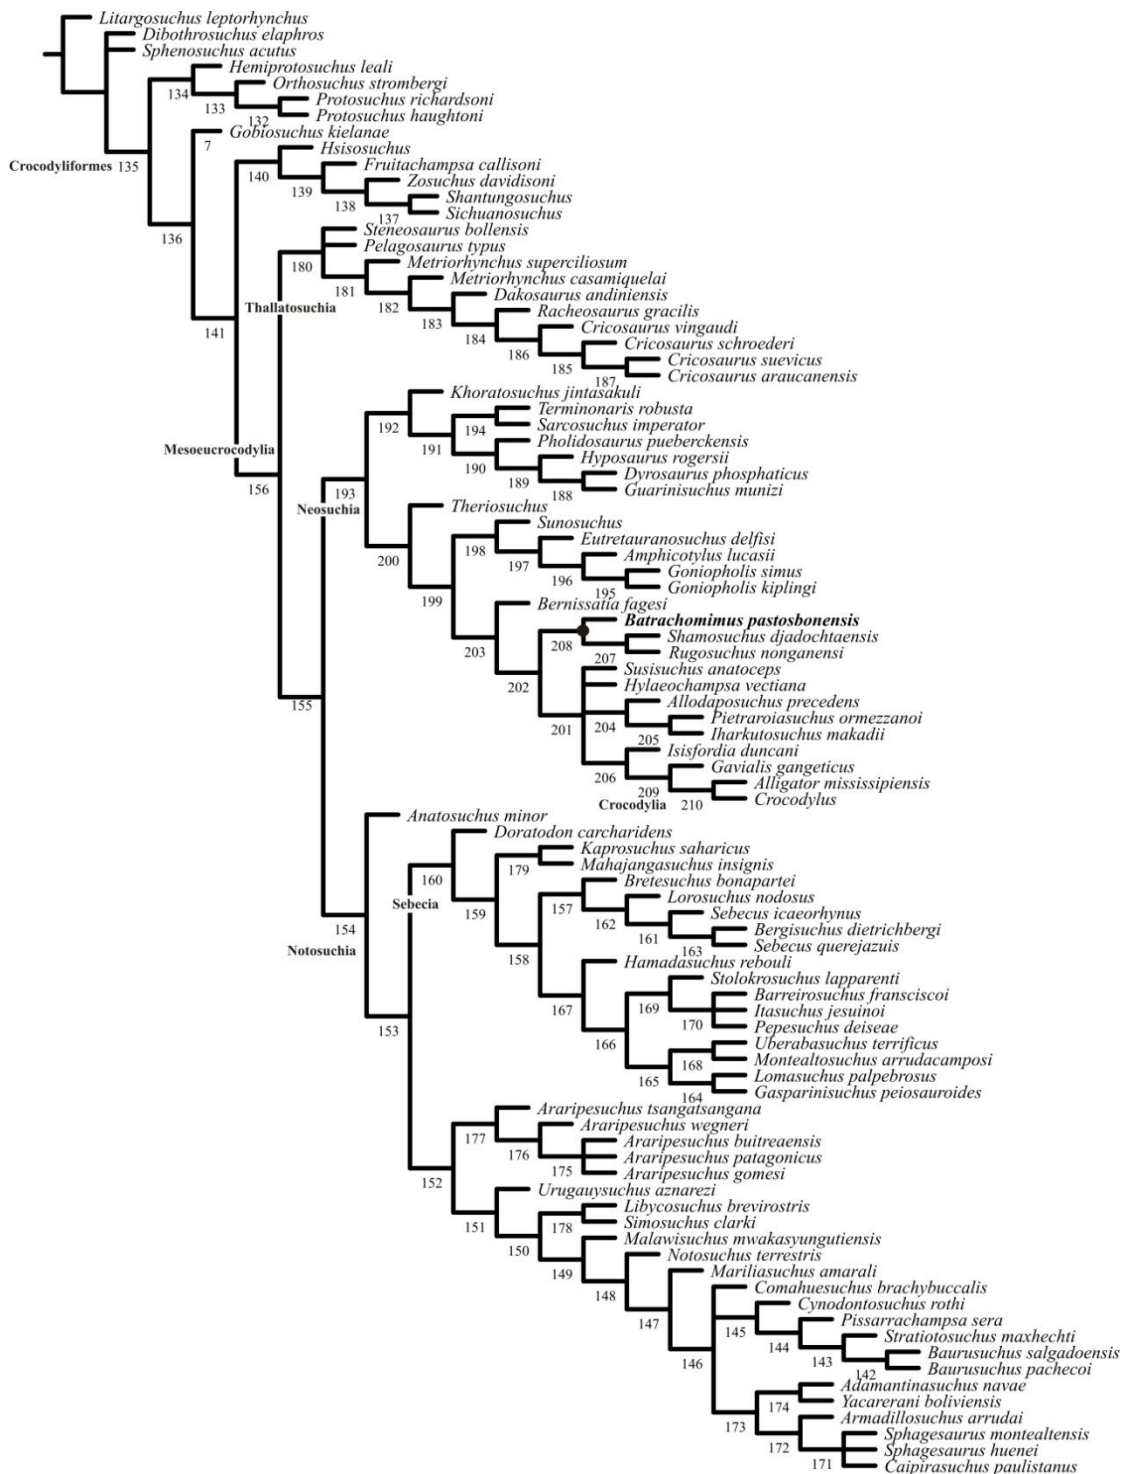 Litargosuchus leptorhynchus
Dibothrosuchus elaphros
Sphenosuchus acutus
Hemiprotosuchus leali
134
Orthosuchus strombergi
133
Protosuchus richardsoni
132
Protosuchus haughtoni
Gobiosuchus kielanae
7
Crocodyliformes 135
Hsisosuchus
140
Fruitachampsa callisoni
139
Zosuchus davidisoni
138
Shantungosuchus
137
Sichuanosuchus
136
Steneosaurus bollensis
Pelagosaurus typus
180
Metriorhynchus superciliosum
181
Metriorhynchus casamiquelai
182
Dakosaurus andiniensis
Thallatosuchia
183
Racheosaurus gracilis
141
184
Cricosaurus vingaudi
186
Cricosaurus schroederi
185
Cricosaurus suevicus
187
Cricosaurus araucanensis
Khoratosuchus jintasakuli
192
Terminonaris robusta
194
Sarcosuchus imperator
191
Pholidosaurus pueberckensis
Mesoeucrocodylia
190
Hyposaurus rogersii
156
189
Dyrosaurus phosphaticus
193
188
Guarinisuchus munizi
Neosuchia
Theriosuchus
Sunosuchus
198
Eutretauranosuchus delfisi
200
197
Amphicotylus lucasii
196
Goniopholis simus
195
Goniopholis kiplingi
199
Bernissatia fagesi
Batrachomimus pastosbonensis
203
208
Shamosuchus djadochtaensis
207
Rugosuchus nonganensi
202
Susisuchus anatoceps
Hylaeochampsa vectiana
155
Allodaposuchus precedens
201
204
Pietraroiasuchus ormezzanoi
205
Iharkutosuchus makadii
Isisfordia duncani
206
Gavialis gangeticus
209
Alligator mississipiensis
Crocodylia
210
Crocodylus
Anatosuchus minor
Doratodon carcharidens
Kaprosuchus saharicus
179
Mahajangasuchus insignis
160
Bretesuchus bonapartei
Sebecia
159
157
Lorosuchus nodosus
162
Sebecus icaeorhynus
154
161
Bergisuchus dietrichbergi
Notosuchia
163
Sebecus querejazuis
158
Hamadasuchus rebouli
Stolokrosuchus lapparenti
167
169
Barreirosuchus fransciscoi
Itasuchus jesuinoi
153
170
Pepesuchus deiseae
166
Uberabasuchus terrificus
168
Montealtosuchus arrudacamposi
165
Lomasuchus palpebrosus
164
Gasparinisuchus peiosauroides
Araripesuchus tsangatsangana
177
Araripesuchus wegneri
176
Araripesuchus buitreaensis
175
Araripesuchus patagonicus
Araripesuchus gomesi
152
Urugauysuchus aznarezi
151
Libycosuchus brevirostris
178
Simosuchus clarki
150
Malawisuchus mwakasyungutiensis
149
Notosuchus terrestris
148
Mariliasuchus amarali
147
Comahuesuchus brachybuccalis
145
Cynodontosuchus rothi
144
Pissarrachampsa sera
146
143
Stratiotosuchus maxhechti
Baurusuchus salgadoensis
142
Baurusuchus pachecoi
Adamantinasuchus navae
174
Yacarerani boliviensis
173
Armadillosuchus arrudai
172
Sphagesaurus montealtensis
Sphagesaurus huenei
171
Caipirasuchus paulistanus